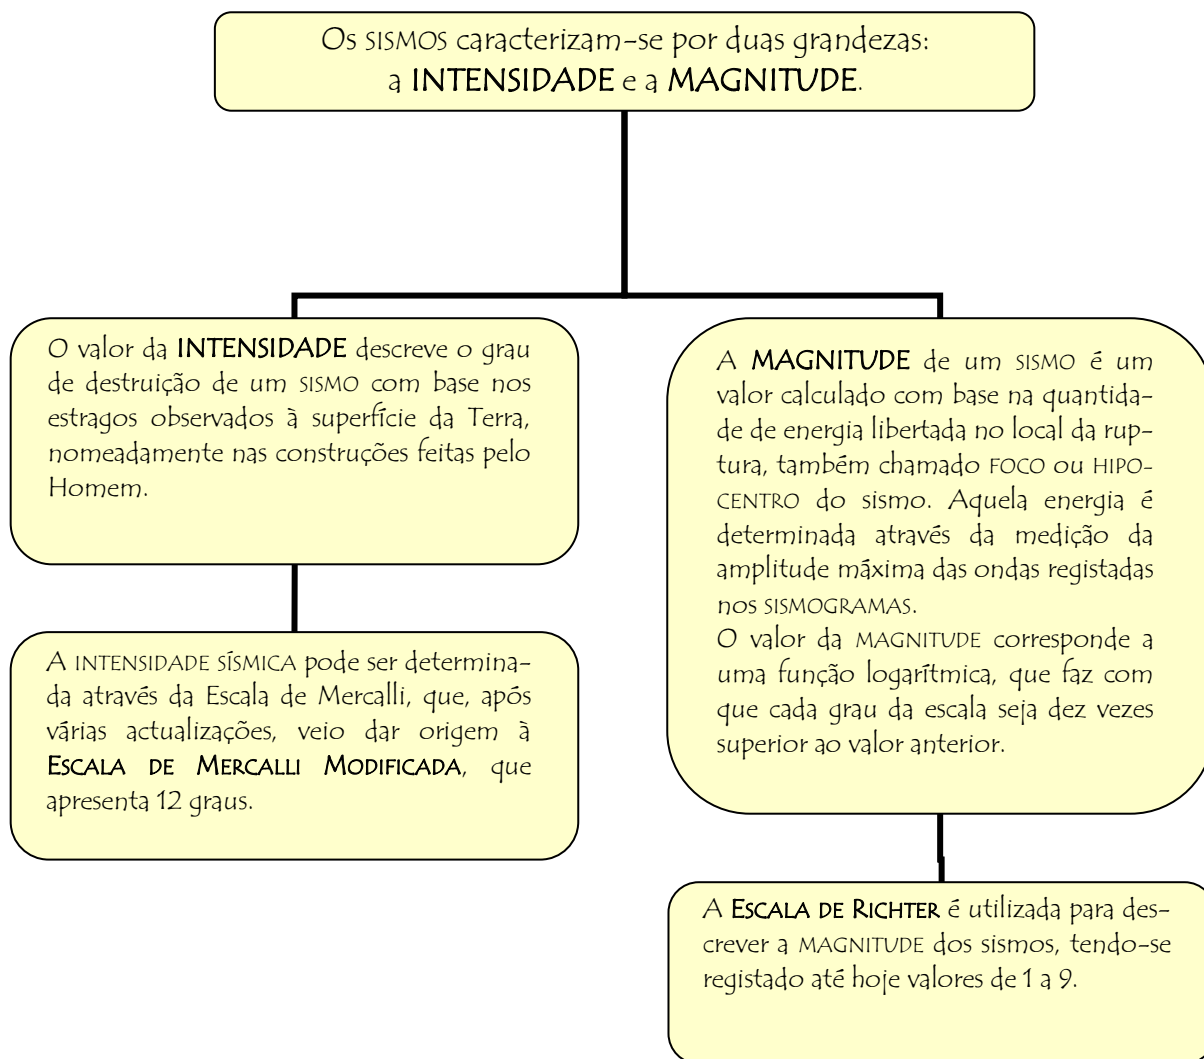 Os SISMOS caracterizam-se por duas grandezas:
a INTENSIDADE e a MAGNITUDE.
O valor da INTENSIDADE descreve o grau
de destruição de um SISMO com base nos
estragos observados à superfície da Terra,
nomeadamente nas construções feitas pelo
Homem.
A INTENSIDADE SÍSMICA pode ser determina-
da através da Escala de Mercalli, que, após
várias actualizações, veio dar origem à
ESCALA DE MERCALLI MODIFICADA, que
apresenta 12 graus.
A MAGNITUDE de um SISMO é um
valor calculado com base na quantida-
de de energia libertada no local da rup-
tura, também chamado FOCO ou HIPO-
CENTRO do sismo. Aquela energia é
determinada através da medição da
amplitude máxima das ondas registadas
nos SISMOGRAMAS.
O valor da MAGNITUDE corresponde a
uma função logarítmica, que faz com
que cada grau da escala seja dez vezes
superior ao valor anterior.
A ESCALA DE RICHTER é utilizada para des-
crever a MAGNITUDE dos sismos, tendo-se
registado até hoje valores de 1 a 9.